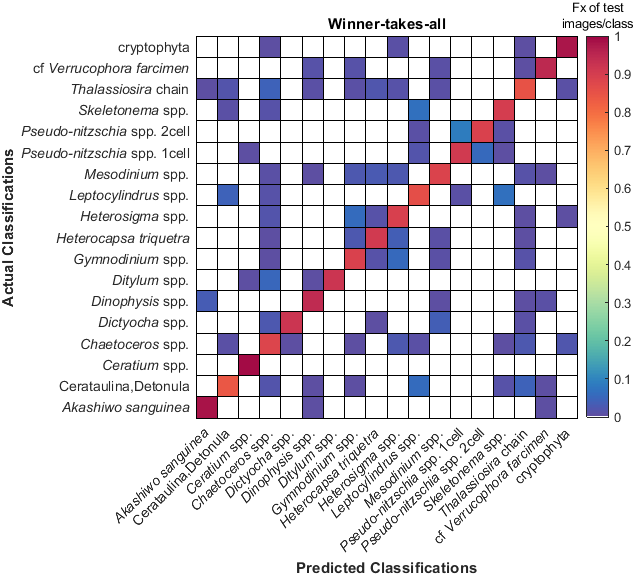 Winner-takes-all
Fx of test
images/class
cryptophyta
cf Verrucophora farcimen
Thalassiosira chain
Skeletonema spp.
Pseudo-nitzschia spp. 2cell
Pseudo-nitzschia spp. 1cell
Mesodinium spp.
Leptocylindrus spp.
Heterosigma spp.
Heterocapsa triquetra
Gymnodinium spp.
Ditylum spp.
Dinophysis spp.
Dictyocha spp.
Chaetoceros spp.
Ceratium spp.
Cerataulina,Detonula
Akashiwo sanguinea
Actual Classifications
1
0.9
0.8
0.7
0.6
0.5
0.4
0.3
0.2
0.1
0
Akashiwo sanguinea
Cerataulina,Detonula
Ceratium spp.
Chaetoceros spp.
Dictyocha spp.
Dinophysis spp.
Ditylum spp.
Gymnodinium spp.
Heterocapsa triquetra
Heterosigma spp.
Leptocylindrus spp.
Mesodinium spp.
Pseudo-nitzschia spp. 1cell
Pseudo-nitzschia spp. 2cell
Skeletonema spp.
Thalassiosira chain
cf Verrucophora farcimen
cryptophyta
Predicted Classifications